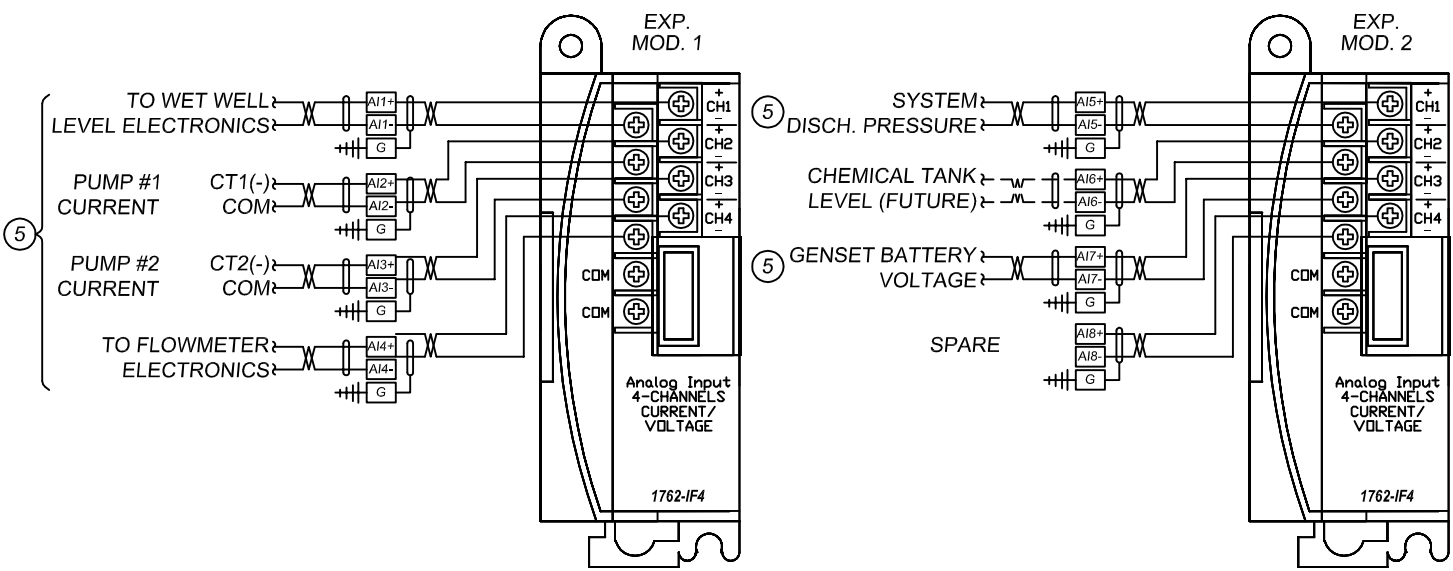 EXP.
MOD. 1
5
TO WET WELL
LEVEL ELECTRONICS
AI1+
AI1-
G
PUMP #1
CURRENT
CT1(-)
COM
AI2+
AI2-
G
PUMP #2
CURRENT
CT2(-)
COM
AI3+
AI3-
G
TO FLOWMETER
ELECTRONICS
AI4+
AI4-
G
+
CH1
-
+
CH2
-
+
CH3
-
+
CH4
COM
COM
Analog Input
4-CHANNELS
CURRENT/
VOLTAGE
1762-IF4
EXP.
MOD. 2
5
SYSTEM
DISCH. PRESSURE
AI5+
AI5-
G
CHEMICAL TANK
LEVEL (FUTURE)
AI6+
AI6-
G
5
GENSET BATTERY
VOLTAGE
AI7+
AI7-
G
SPARE
AI8+
AI8-
G
+
CH1
-
+
CH2
-
+
CH3
-
+
CH4
COM
COM
Analog Input
4-CHANNELS
CURRENT/
VOLTAGE
1762-IF4